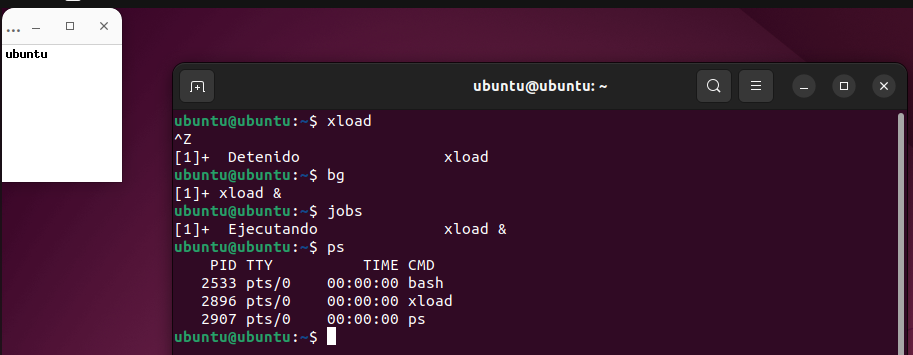 ...
ubuntu
ubuntu@ubuntu: ~
ubuntu@ubuntu:~$ xload
^Z
[1]+  Detenido                xload
ubuntu@ubuntu:~$ bg
[1]+ xload &
ubuntu@ubuntu:~$ jobs
[1]+  Ejecutando              xload &
ubuntu@ubuntu:~$ ps
    PID TTY          TIME CMD
   2533 pts/0    00:00:00 bash
   2896 pts/0    00:00:00 xload
   2907 pts/0    00:00:00 ps
ubuntu@ubuntu:~$